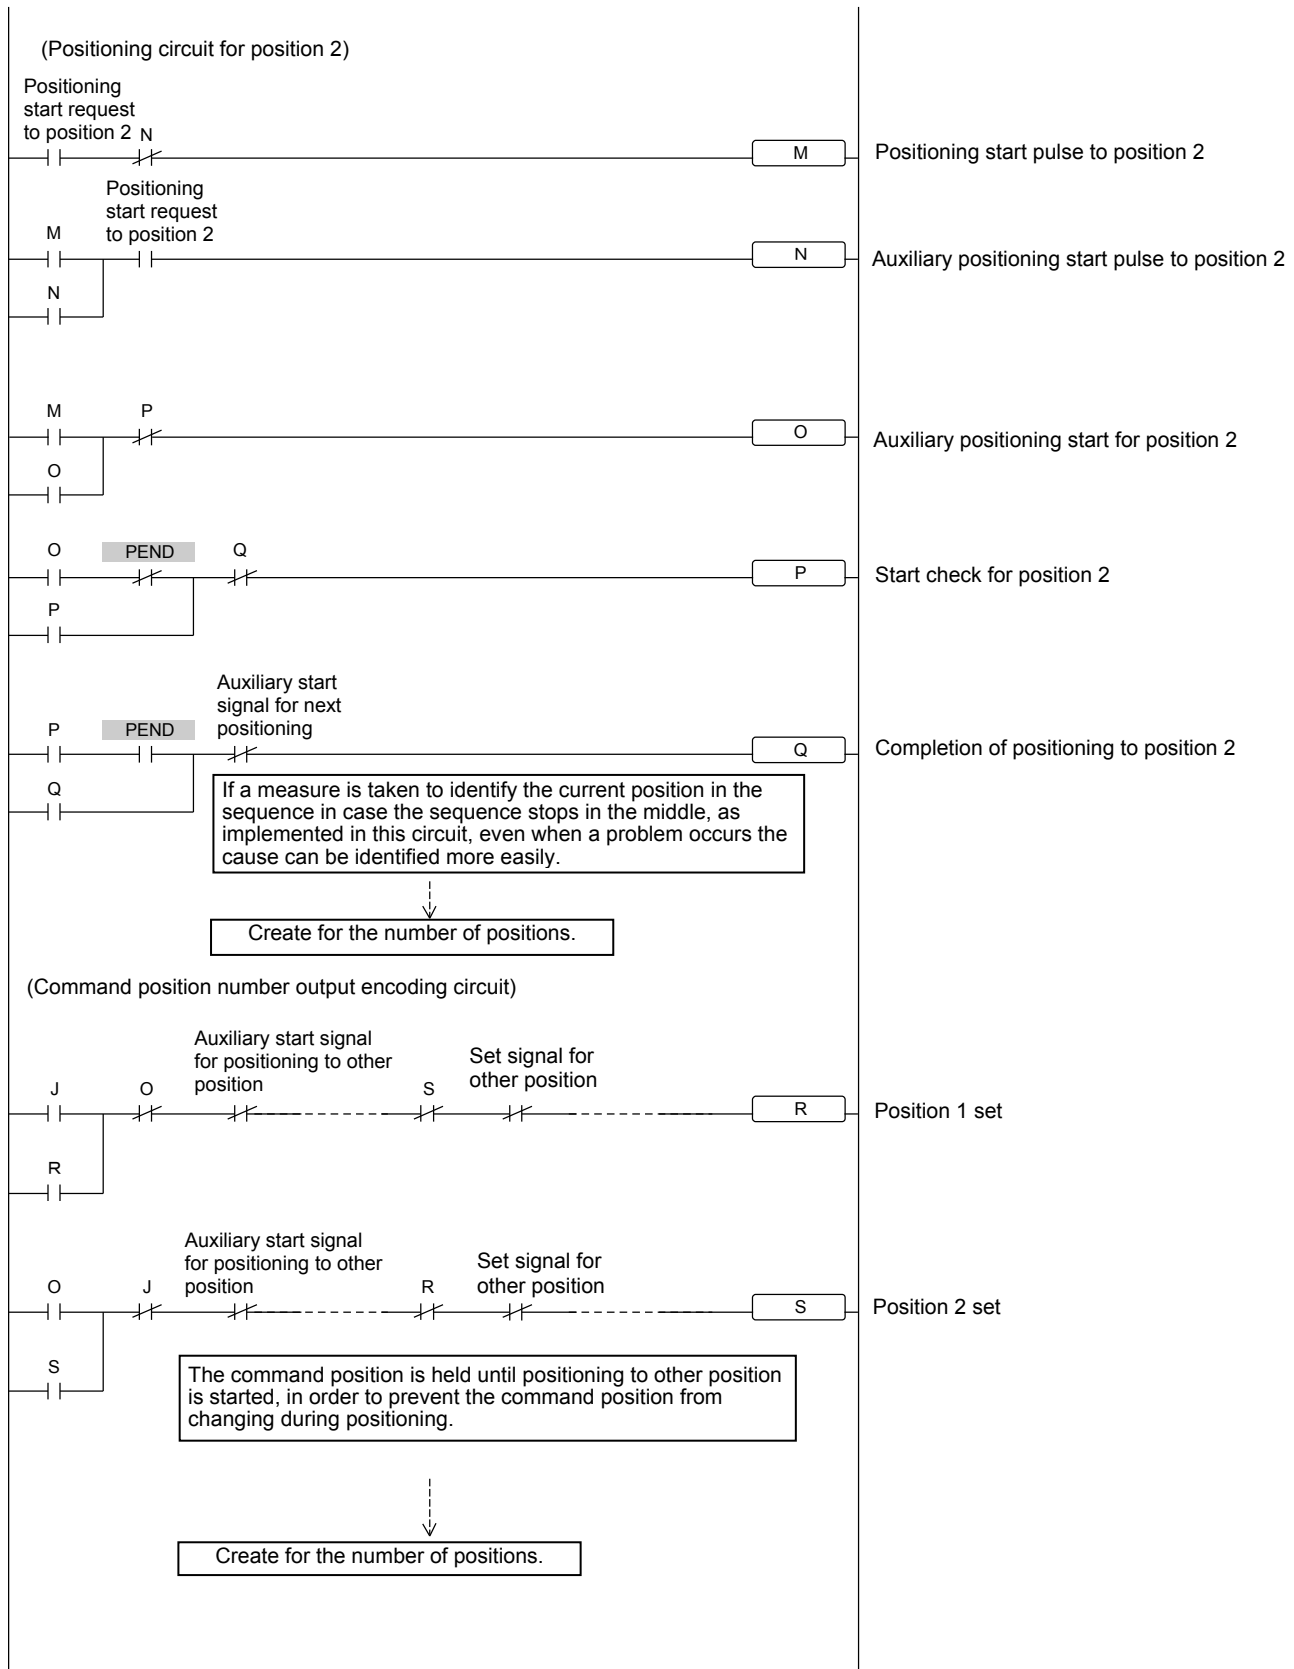 (Positioning circuit for position 2)
Positioning
start request
to position 2
N
M
Positioning start pulse to position 2
Positioning
start request
to position 2
M
N
Auxiliary positioning start pulse to position 2
N
M
P
O
Auxiliary positioning start for position 2
O
O
PEND
Q
P
Start check for position 2
P
Auxiliary start
signal for next
positioning
P
PEND
Q
Completion of positioning to position 2
Q
If a measure is taken to identify the current position in the
sequence in case the sequence stops in the middle, as
implemented in this circuit, even when a problem occurs the
cause can be identified more easily.
Create for the number of positions.
(Command position number output encoding circuit)
Auxiliary start signal
for positioning to other
position
Set signal for
other position
J
O
S
R
Position 1 set
R
Auxiliary start signal
for positioning to other
position
Set signal for
other position
O
J
R
S
Position 2 set
S
The command position is held until positioning to other position
is started, in order to prevent the command position from
changing during positioning.
Create for the number of positions.